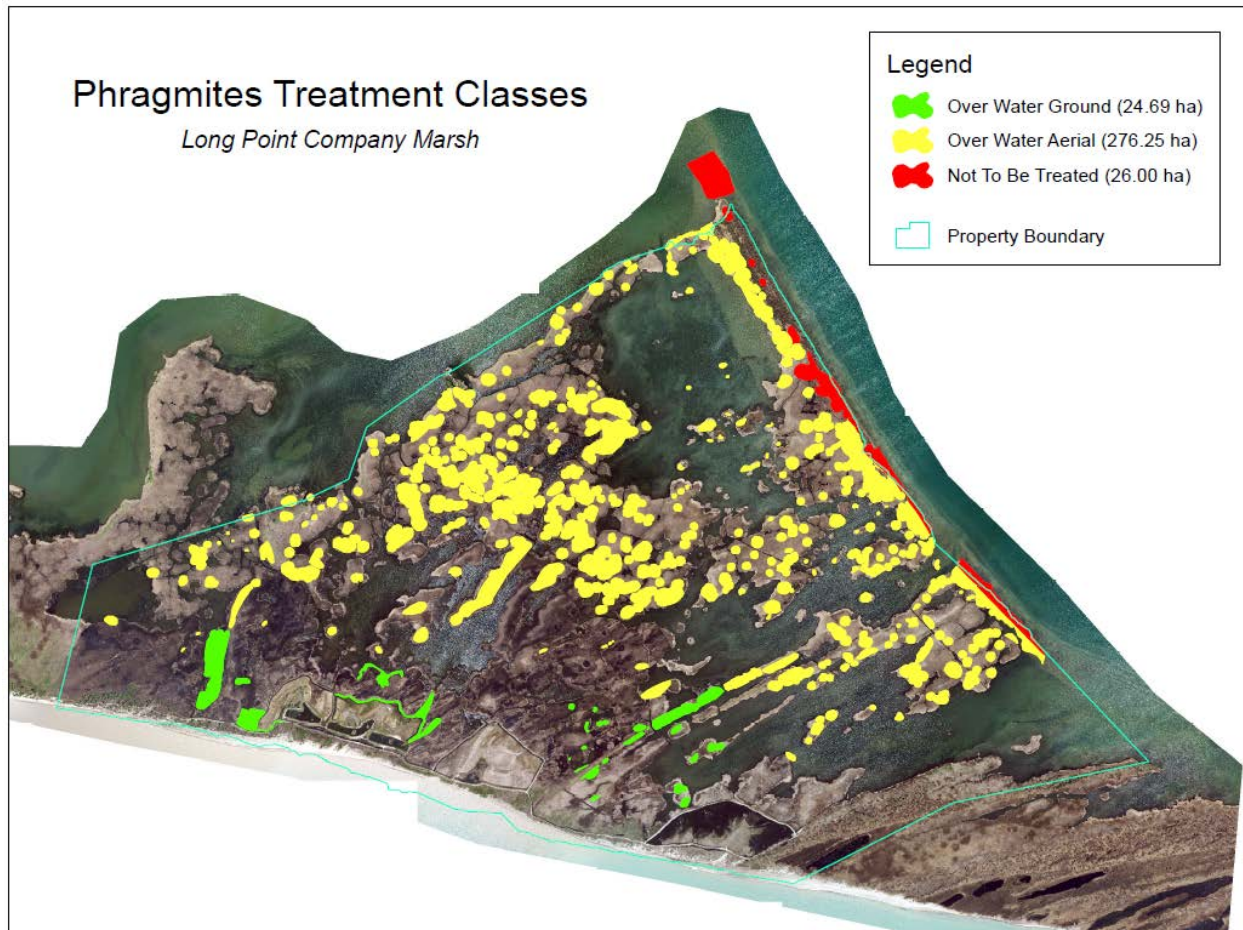 Phragmites Treatment Classes
Long Point Company Marsh
Legend
Over Water Ground (24.69 ha)
Over Water Aerial (276.25 ha)
Not To Be Treated (26.00 ha)
Property Boundary